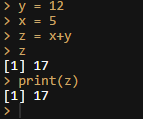 > y = 12
> x = 5
> z = x+y
> z
[1] 17
> print(z)
[1] 17
>